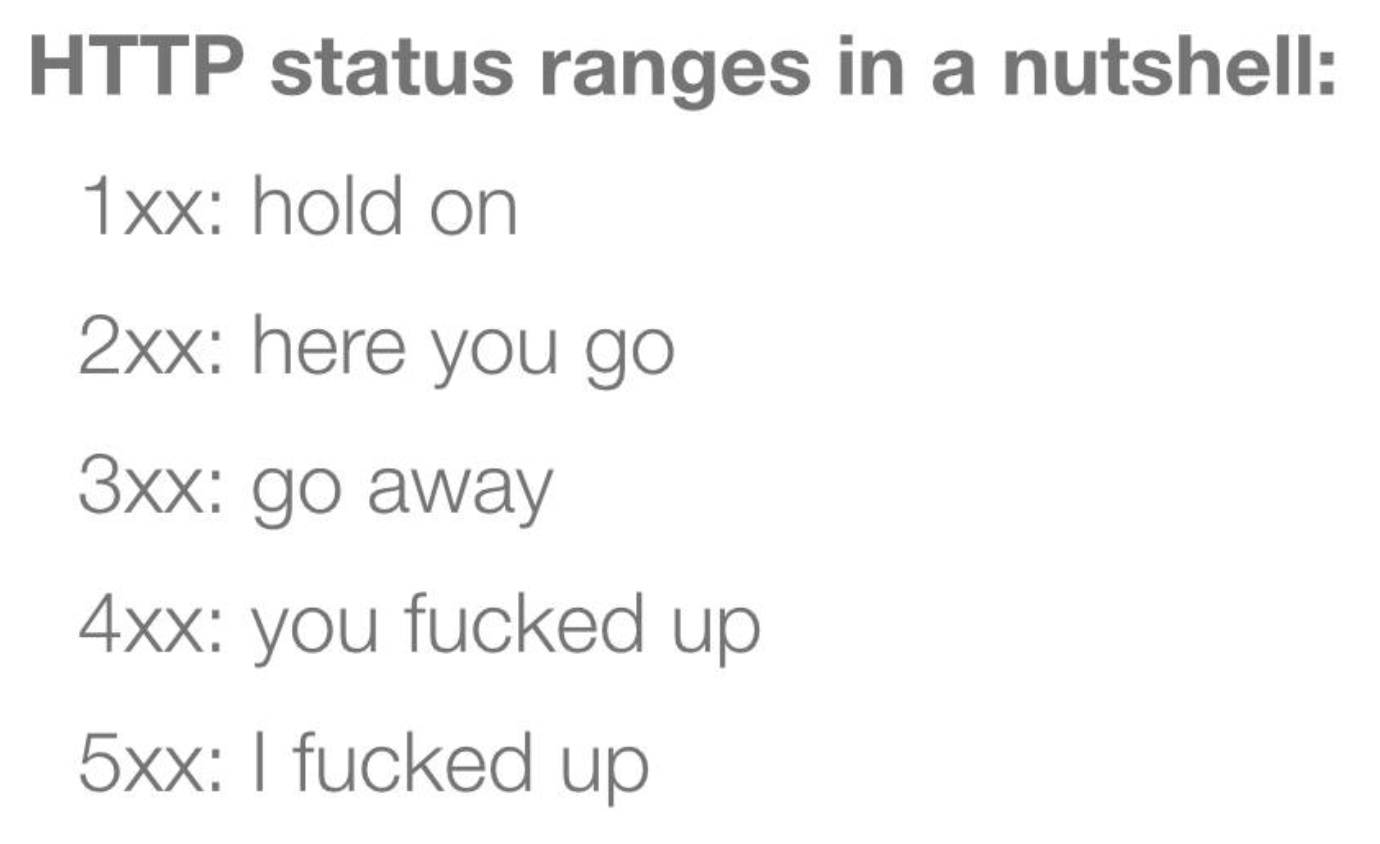 HTTP status ranges in a nutshell:
1xx: hold on
2xx: here you go
3xx: go away
4xx: you fucked up
5xx: I fucked up